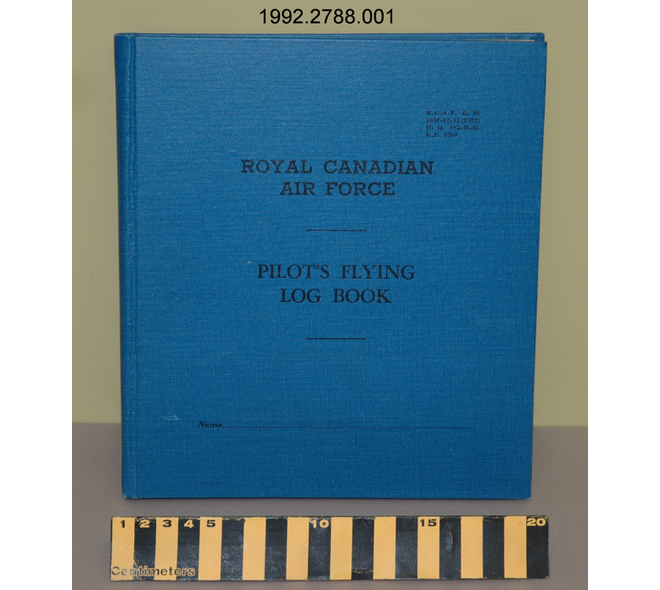 1992.2788.001
ROYAL CANADIAN
AIR FORCE
PILOT'S FLYING
LOG BOOK
Name
1 2 3 4 5 10 15 20
Centimeters